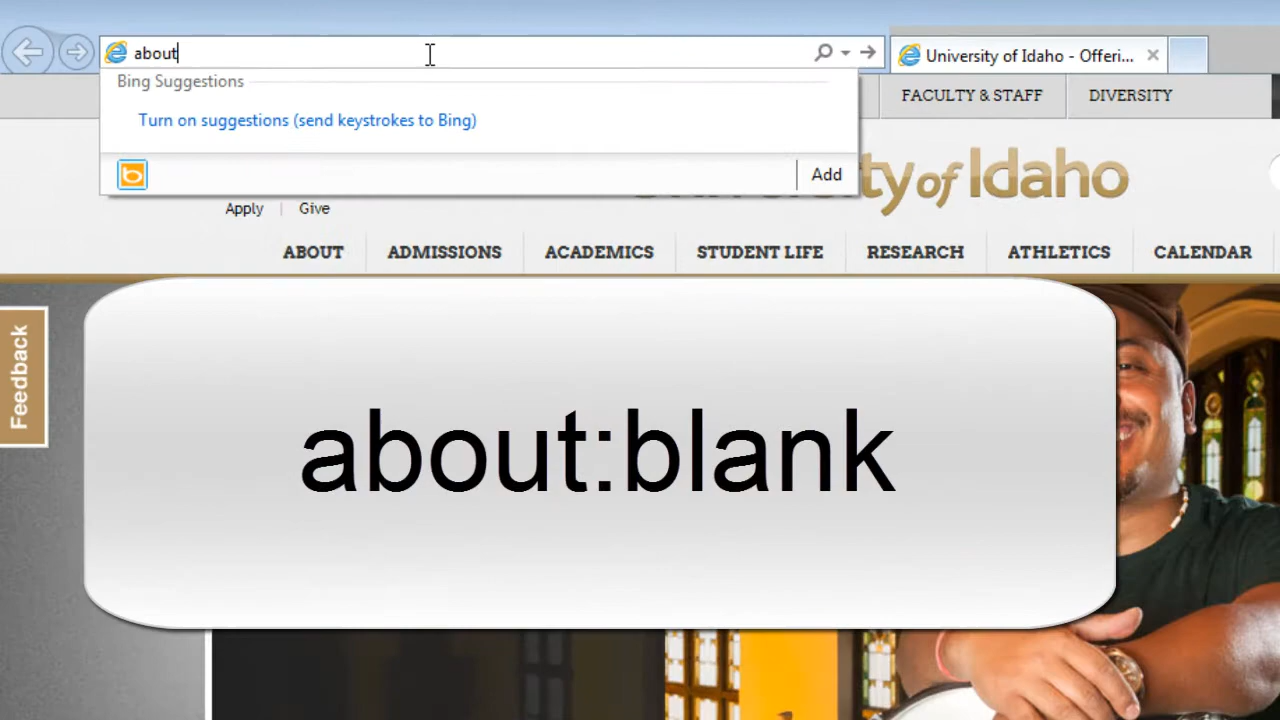 about
University of Idaho - Offeri...
Bing Suggestions
Turn on suggestions (send keystrokes to Bing)
Add
FACULTY & STAFF
DIVERSITY
University of Idaho
Apply
Give
ABOUT
ADMISSIONS
ACADEMICS
STUDENT LIFE
RESEARCH
ATHLETICS
CALENDAR
Feedback
about:blank